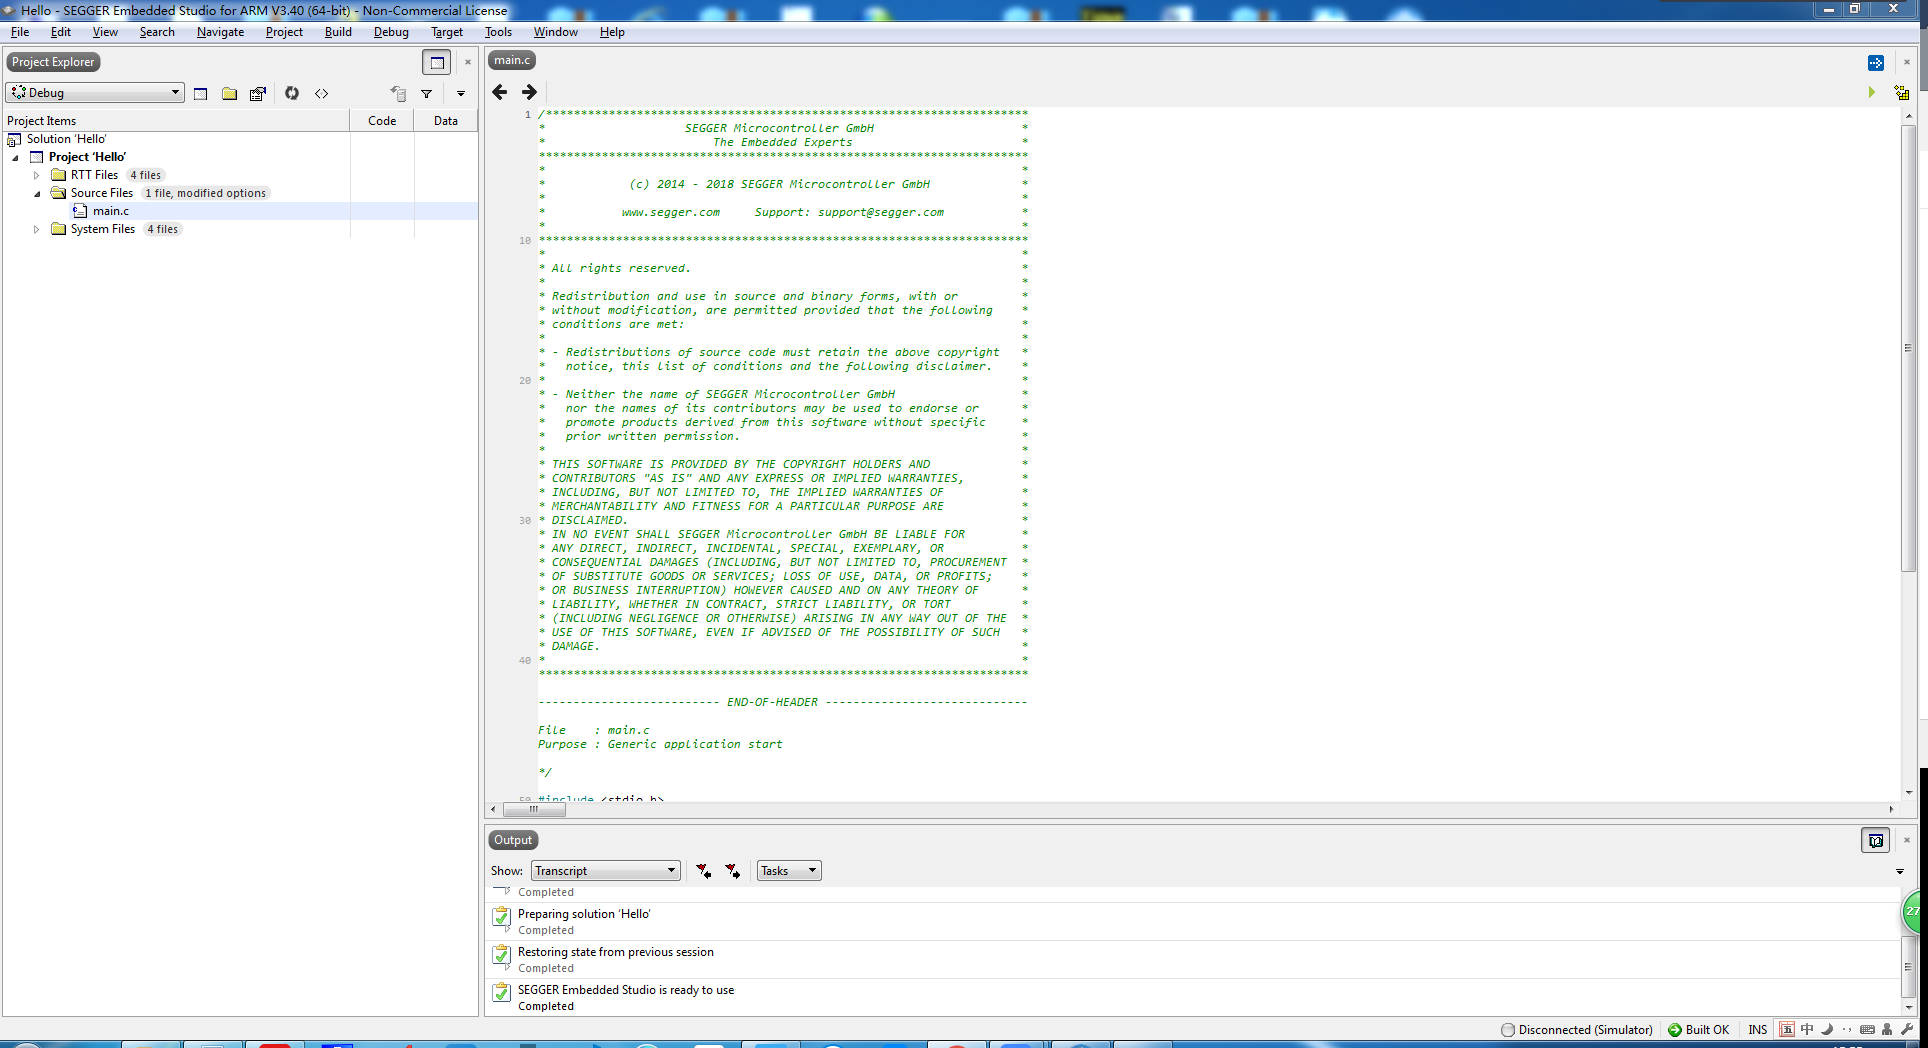 Hello - SEGGER Embedded Studio for ARM V3.40 (64-bit) - Non-Commercial License
File Edit View Search Navigate Project Build Debug Target Tools Window Help
Project Explorer
Debug
Project Items Code Data
Solution 'Hello'
Project 'Hello'
RTT Files 4 files
Source Files 1 file, modified options
main.c
System Files 4 files
main.c
1 /*********************************************************************
* SEGGER Microcontroller GmbH *
* The Embedded Experts *
**********************************************************************
* *
* (c) 2014 - 2018 SEGGER Microcontroller GmbH *
* *
* www.segger.com Support: support@segger.com *
* *
10 **********************************************************************
* *
* All rights reserved. *
* *
* Redistribution and use in source and binary forms, with or *
* without modification, are permitted provided that the following *
* conditions are met: *
* *
* - Redistributions of source code must retain the above copyright *
* notice, this list of conditions and the following disclaimer. *
20 * *
* - Neither the name of SEGGER Microcontroller GmbH *
* nor the names of its contributors may be used to endorse or *
* promote products derived from this software without specific *
* prior written permission. *
* *
* THIS SOFTWARE IS PROVIDED BY THE COPYRIGHT HOLDERS AND *
* CONTRIBUTORS "AS IS" AND ANY EXPRESS OR IMPLIED WARRANTIES, *
* INCLUDING, BUT NOT LIMITED TO, THE IMPLIED WARRANTIES OF *
* MERCHANTABILITY AND FITNESS FOR A PARTICULAR PURPOSE ARE *
30 * DISCLAIMED. *
* IN NO EVENT SHALL SEGGER Microcontroller GmbH BE LIABLE FOR *
* ANY DIRECT, INDIRECT, INCIDENTAL, SPECIAL, EXEMPLARY, OR *
* CONSEQUENTIAL DAMAGES (INCLUDING, BUT NOT LIMITED TO, PROCUREMENT *
* OF SUBSTITUTE GOODS OR SERVICES; LOSS OF USE, DATA, OR PROFITS; *
* OR BUSINESS INTERRUPTION) HOWEVER CAUSED AND ON ANY THEORY OF *
* LIABILITY, WHETHER IN CONTRACT, STRICT LIABILITY, OR TORT *
* (INCLUDING NEGLIGENCE OR OTHERWISE) ARISING IN ANY WAY OUT OF THE *
* USE OF THIS SOFTWARE, EVEN IF ADVISED OF THE POSSIBILITY OF SUCH *
* DAMAGE. *
40 * *
**********************************************************************
-------------------------- END-OF-HEADER -----------------------------
File : main.c
Purpose : Generic application start
*/
50 #include <stdio.h>
Output
Show: Transcript Tasks
Completed
Preparing solution 'Hello'
Completed
Restoring state from previous session
Completed
SEGGER Embedded Studio is ready to use
Completed
27
Disconnected (Simulator) Built OK INS 五 中